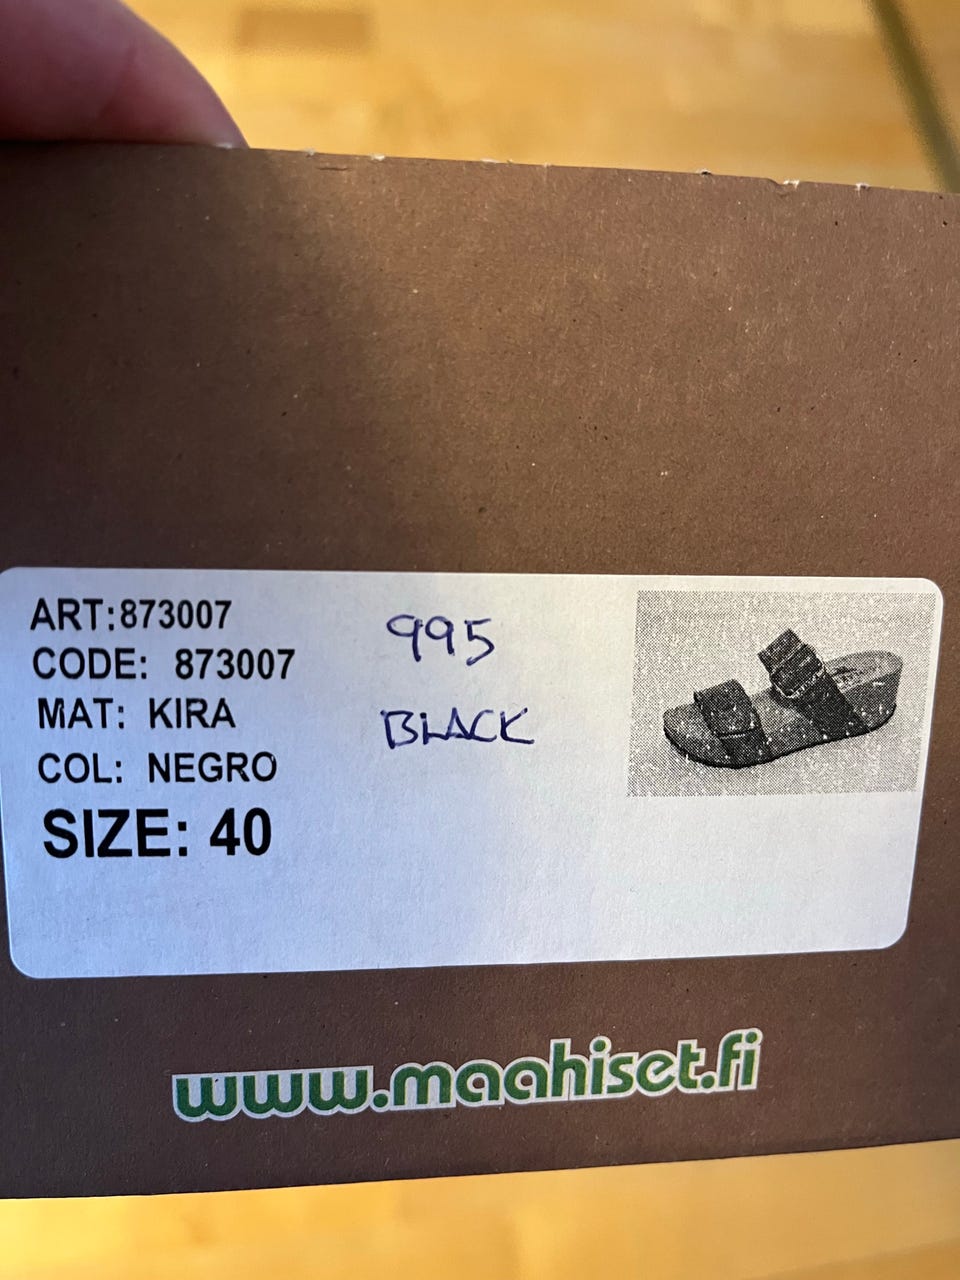 ART:873007
CODE: 873007
MAT: KIRA
COL: NEGRO
SIZE: 40
995
BLACK
www.maahiset.fi